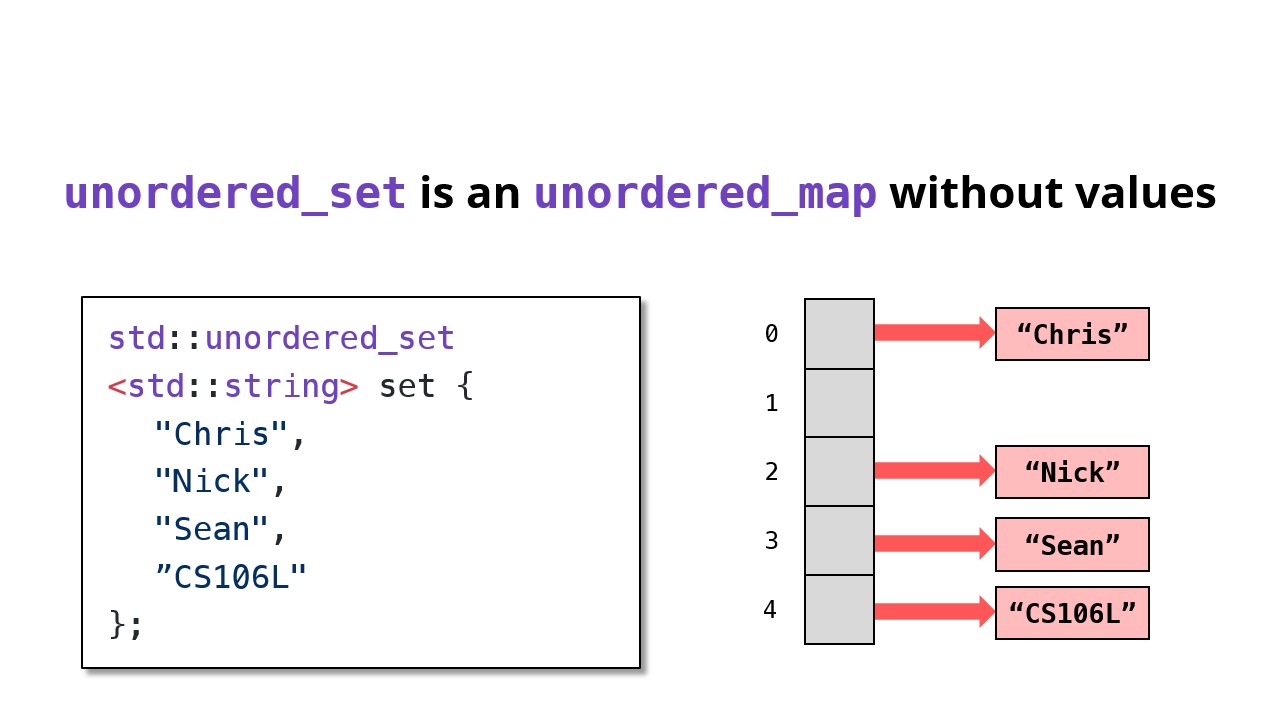 unordered_set is an unordered_map without values
std::unordered_set
<std::string> set {
"Chris",
"Nick",
"Sean",
”CS106L"
};
0
“Chris”
1
2
“Nick”
3
“Sean”
4
“CS106L”